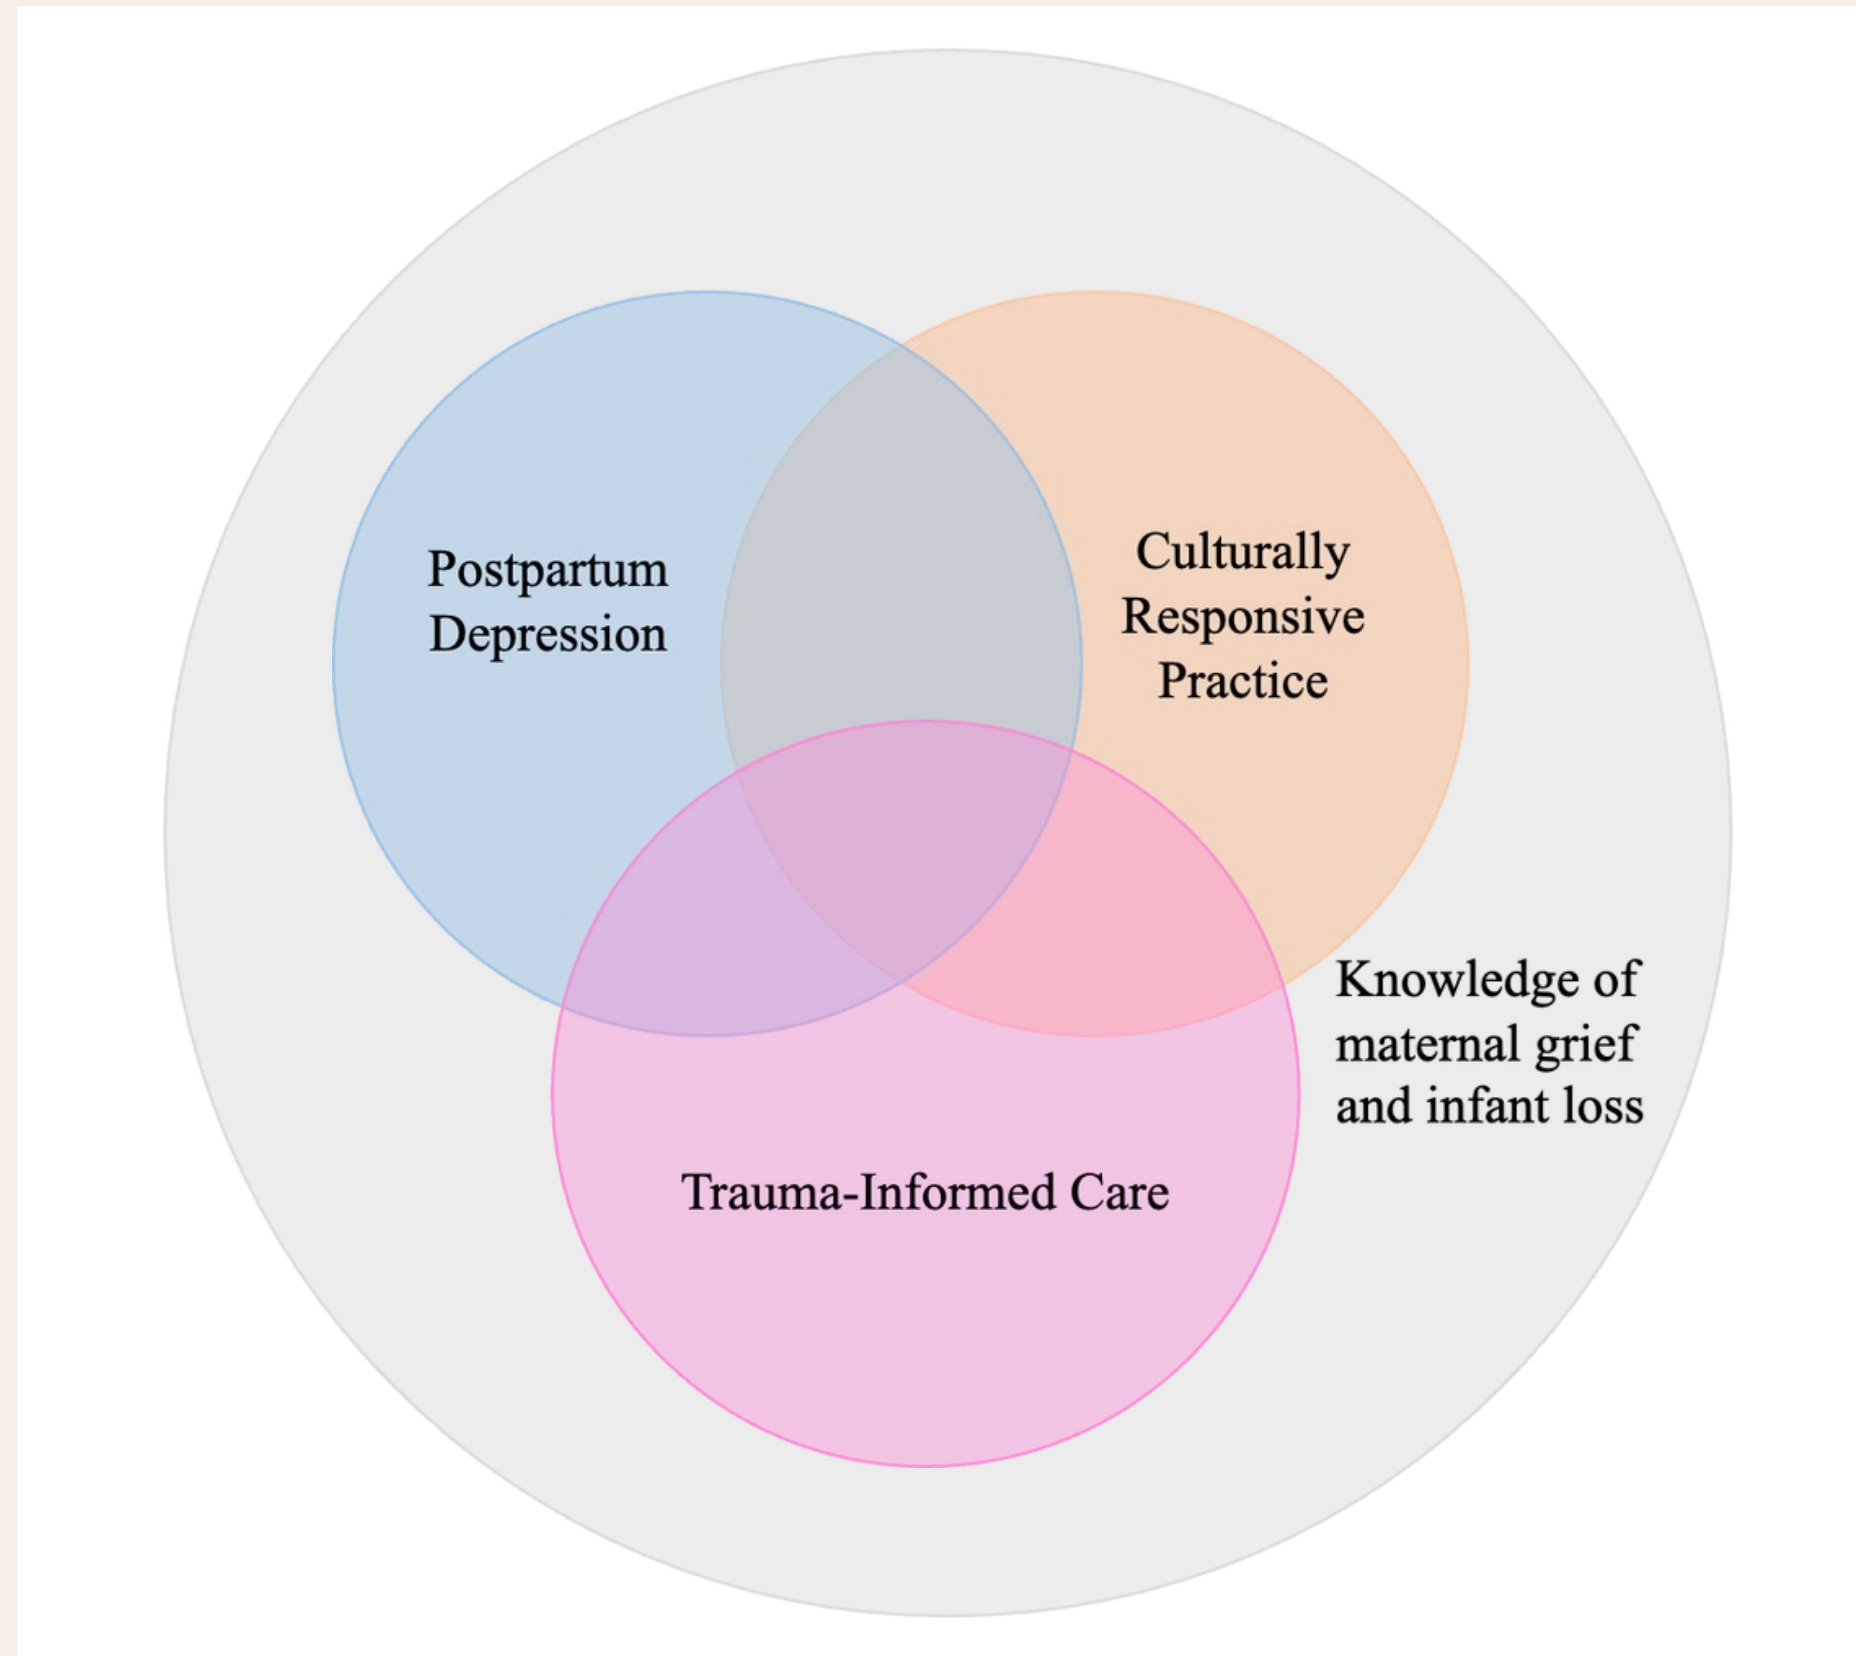 Postpartum
Depression
Culturally
Responsive
Practice
Knowledge of
maternal grief
and infant loss
Trauma-Informed Care